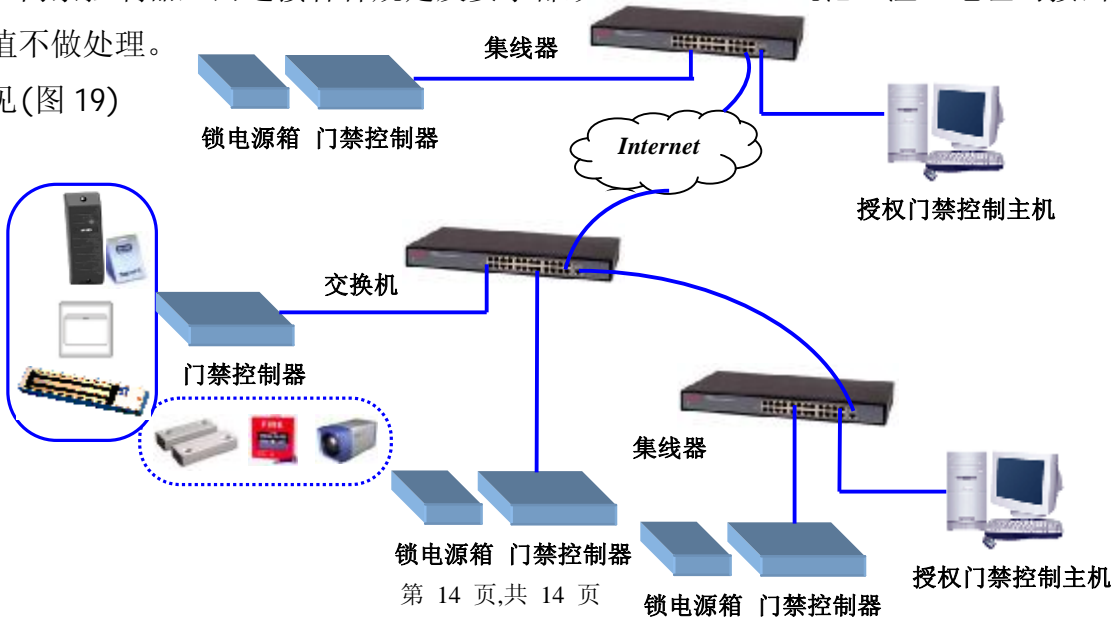 值不做处理。
集线器
见(图 19)
锁电源箱 门禁控制器
Internet
授权门禁控制主机
交换机
门禁控制器
集线器
锁电源箱 门禁控制器
授权门禁控制主机
第 14 页,共 14 页
锁电源箱 门禁控制器